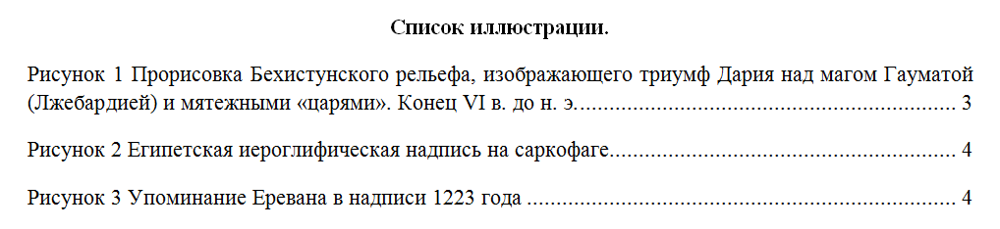 Список иллюстрации.
Рисунок 1 Прорисовка Бехистунского рельефа, изображающего триумф Дария над магом Гауматой
(Лжебардией) и мятежными «царями». Конец VI в. до н. э................................................................. 3
Рисунок 2 Египетская иероглифическая надпись на саркофаге........................................................... 4
Рисунок 3 Упоминание Еревана в надписи 1223 года ......................................................................... 4